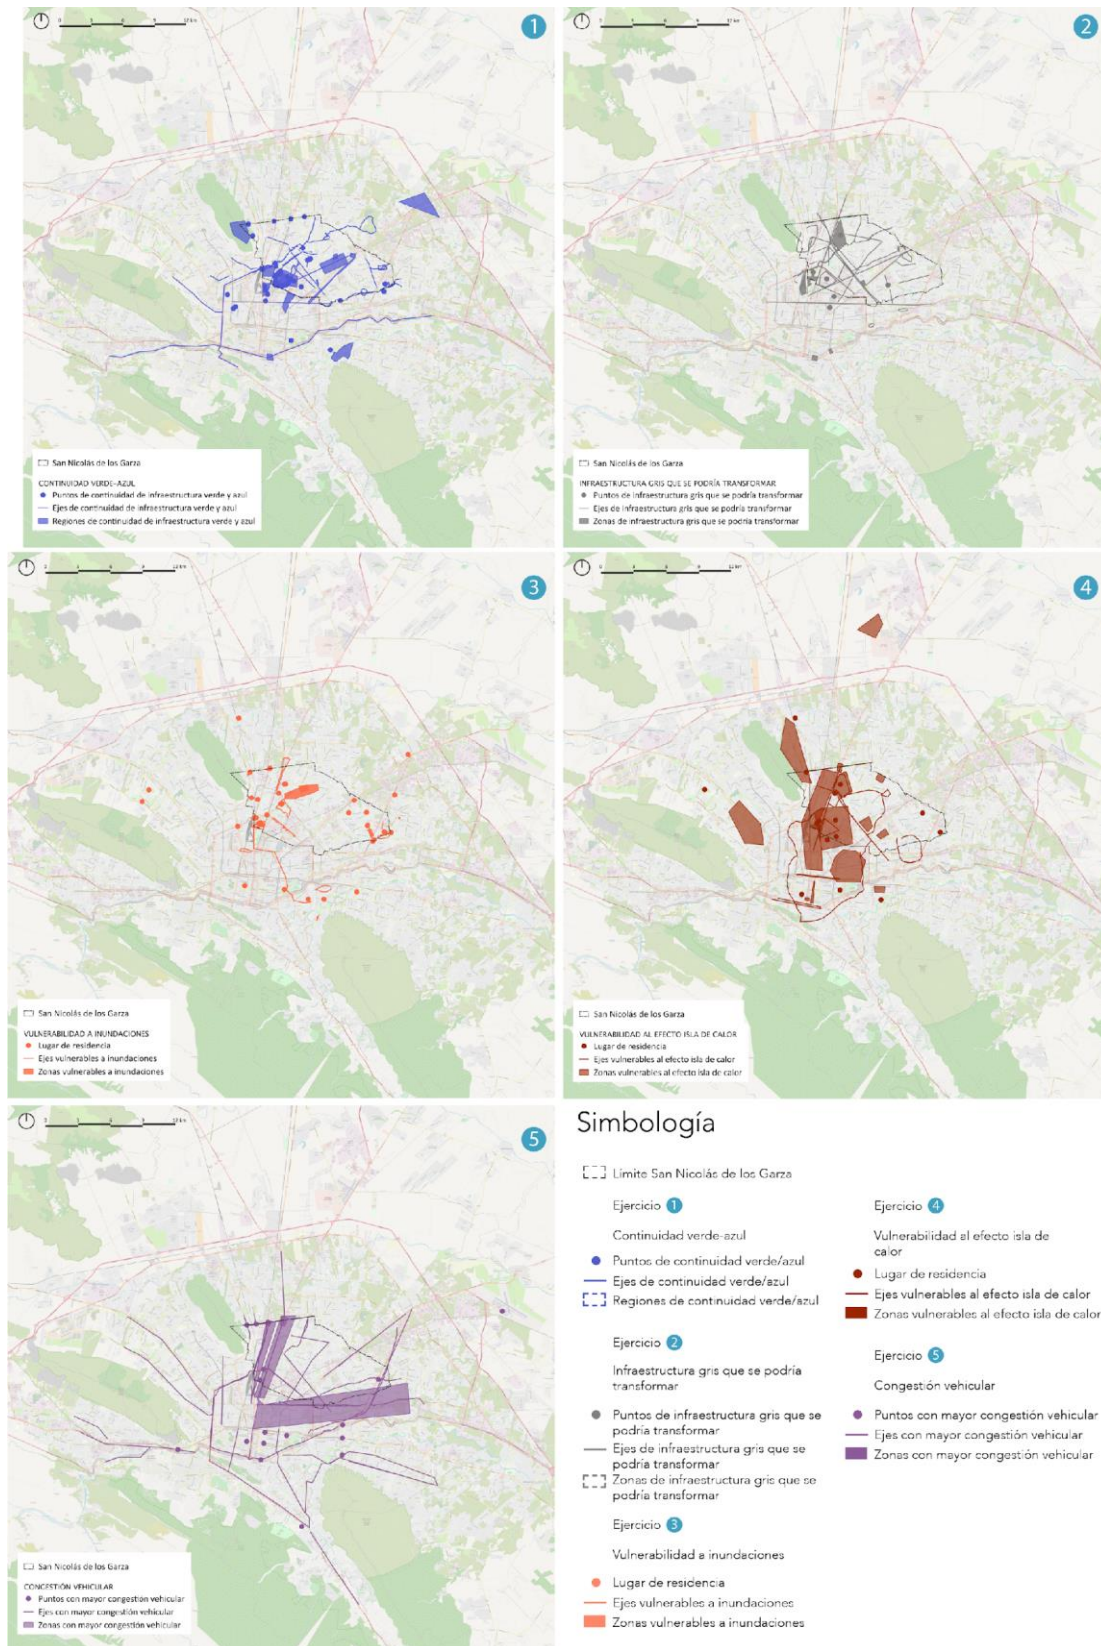 12 km
1
San Nicolás de los Garza
CONTINUIDAD VERDE-AZUL
Puntos de continuidad de infraestructura verde y azul
Ejes de continuidad de infraestructura verde y azul
Regiones de continuidad de infraestructura verde y azul
12 km
2
San Nicolás de los Garza
INFRAESTRUCTURA GRIS QUE SE PODRÍA TRANSFORMAR
Puntos de infraestructura gris que se podría transformar
Ejes de infraestructura gris que se podría transformar
Zonas de infraestructura gris que se podría transformar
12 km
3
San Nicolás de los Garza
VULNERABILIDAD A INUNDACIONES
Lugar de residencia
Ejes vulnerables a inundaciones
Zonas vulnerables a inundaciones
12 km
4
San Nicolás de los Garza
VULNERABILIDAD AL EFECTO ISLA DE CALOR
Lugar de residencia
Ejes vulnerables al efecto isla de calor
Zonas vulnerables al efecto isla de calor
12 km
5
San Nicolás de los Garza
CONGESTIÓN VEHICULAR
Puntos con mayor congestión vehicular
Ejes con mayor congestión vehicular
Zonas con mayor congestión vehicular
Simbología
Límite San Nicolás de los Garza
Ejercicio 1
Continuidad verde-azul
Puntos de continuidad verde/azul
Ejes de continuidad verde/azul
Regiones de continuidad verde/azul
Ejercicio 2
Infraestructura gris que se podría
transformar
Puntos de infraestructura gris que se
podría transformar
Ejes de infraestructura gris que se
podría transformar
Zonas de infraestructura gris que se
podría transformar
Ejercicio 3
Vulnerabilidad a inundaciones
Lugar de residencia
Ejes vulnerables a inundaciones
Zonas vulnerables a inundaciones
Ejercicio 4
Vulnerabilidad al efecto isla de
calor
Lugar de residencia
Ejes vulnerables al efecto isla de calor
Zonas vulnerables al efecto isla de calor
Ejercicio 5
Congestión vehicular
Puntos con mayor congestión vehicular
Ejes con mayor congestión vehicular
Zonas con mayor congestión vehicular